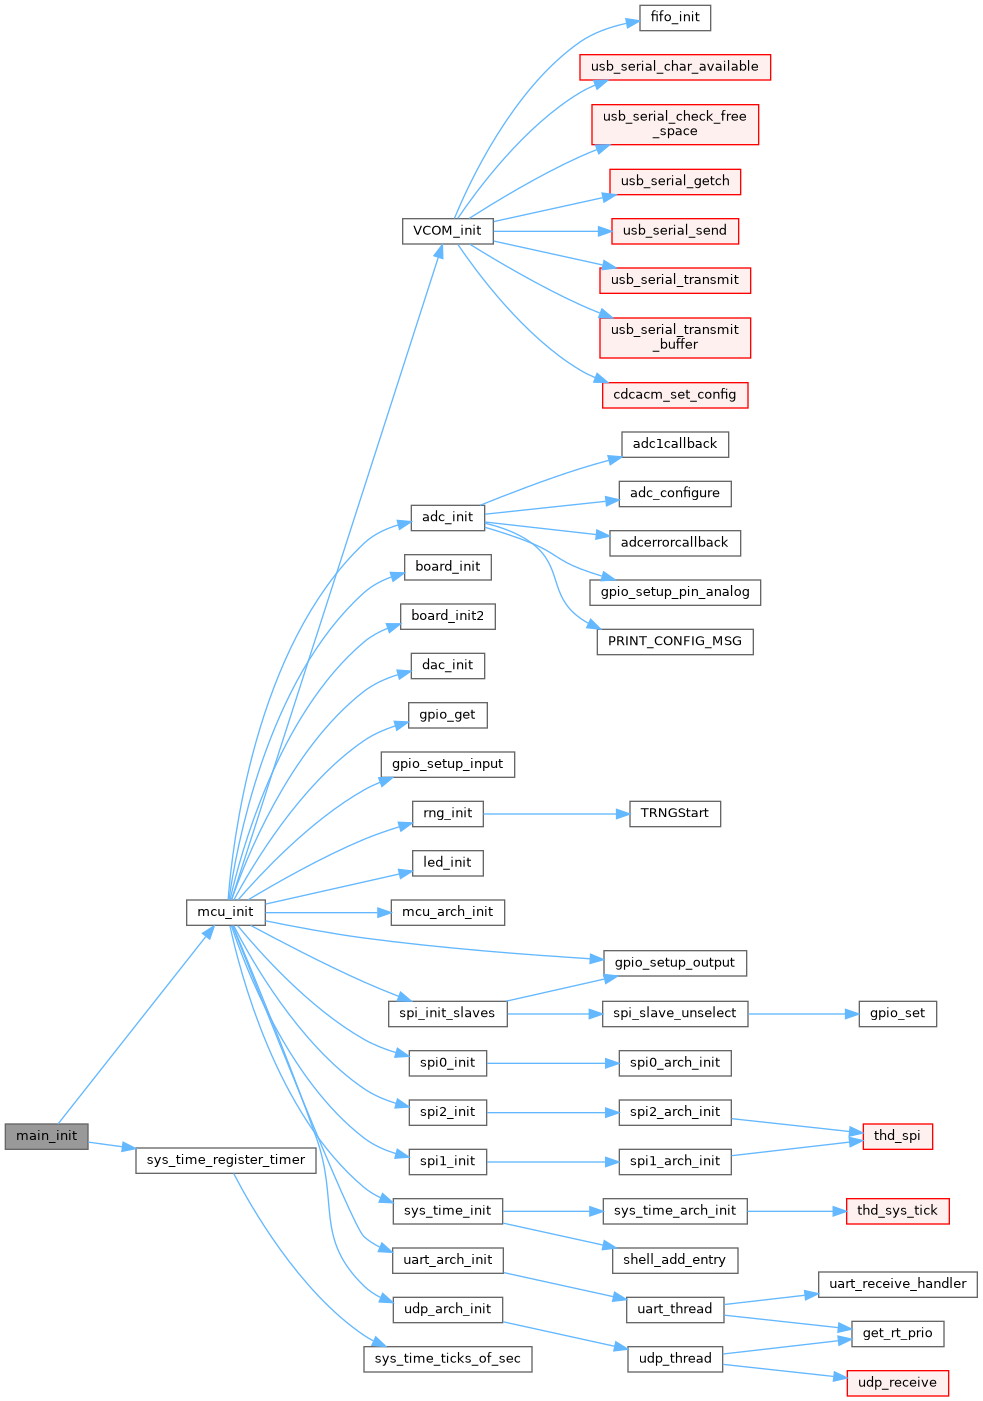 fifo_init
usb_serial_char_available
usb_serial_check_free
_space
usb_serial_getch
VCOM_init
usb_serial_send
usb_serial_transmit
usb_serial_transmit
_buffer
cdcacm_set_config
adc1callback
adc_configure
adc_init
adcerrorcallback
board_init
gpio_setup_pin_analog
board_init2
PRINT_CONFIG_MSG
dac_init
gpio_get
gpio_setup_input
rng_init
TRNGStart
led_init
mcu_init
mcu_arch_init
gpio_setup_output
spi_init_slaves
spi_slave_unselect
gpio_set
spi0_init
spi0_arch_init
spi2_init
spi2_arch_init
main_init
thd_spi
sys_time_register_timer
spi1_init
spi1_arch_init
sys_time_init
sys_time_arch_init
thd_sys_tick
uart_arch_init
shell_add_entry
uart_receive_handler
udp_arch_init
uart_thread
get_rt_prio
sys_time_ticks_of_sec
udp_thread
udp_receive